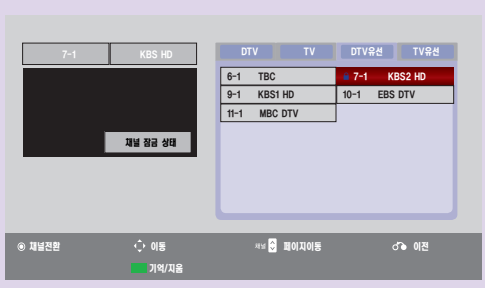 7-1 KBS HD
DTV TV DTV유선 TV유선
6-1 TBC 7-1 KBS2 HD
9-1 KBS1 HD 10-1 EBS DTV
11-1 MBC DTV
채널 잠금 상태
◉ 채널전환 이동 채널 페이지이동 이전
기억/지움